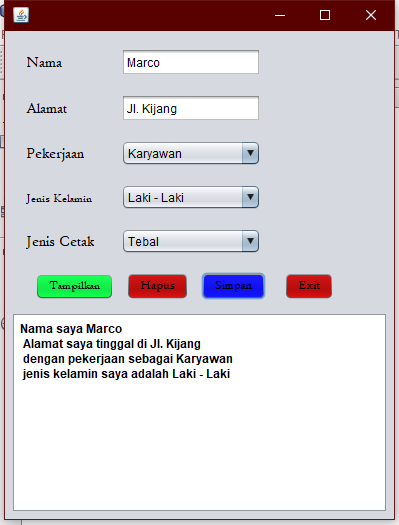 Nama Marco
Alamat Jl. Kijang
Pekerjaan Karyawan
Jenis Kelamin Laki - Laki
Jenis Cetak Tebal
Tampilkan Hapus Simpan Exit
Nama saya Marco
Alamat saya tinggal di Jl. Kijang
dengan pekerjaan sebagai Karyawan
jenis kelamin saya adalah Laki - Laki